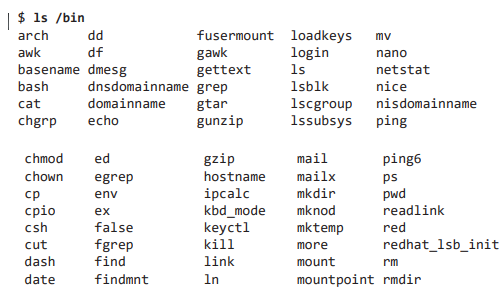 $ ls /bin
arch dd fusermount loadkeys mv
awk df gawk login nano
basename dmesg gettext ls netstat
bash dnsdomainname grep lsblk nice
cat domainname gtar lscgroup nisdomainname
chgrp echo gunzip lssubsys ping
chmod ed gzip mail ping6
chown egrep hostname mailx ps
cp env ipcalc mkdir pwd
cpio ex kbd_mode mknod readlink
csh false keyctl mktemp red
cut fgrep kill more redhat_lsb_init
dash find link mount rm
date findmnt ln mountpoint rmdir